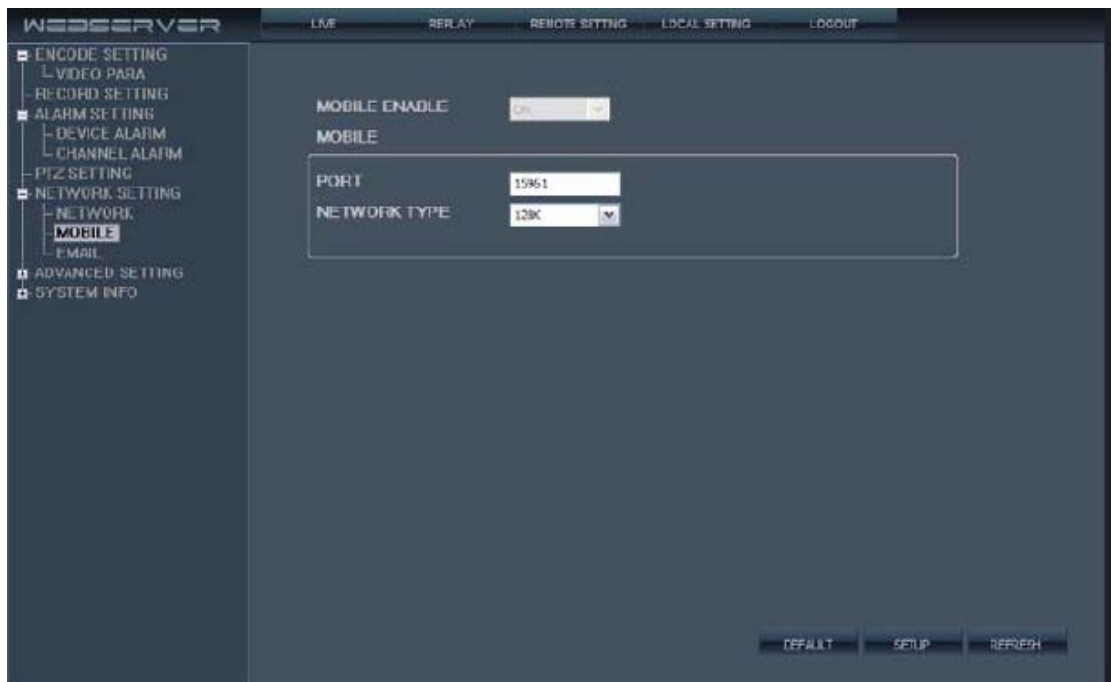 WEBSERVER
LIVE REPLAY REMOTE SETTING LOCAL SETTING LOGOUT
ENCODE SETTING
VIDEO PARA
RECORD SETTING
ALARM SETTING
DEVICE ALARM
CHANNEL ALARM
PTZ SETTING
NETWORK SETTING
NETWORK
MOBILE
EMAIL
ADVANCED SETTING
SYSTEM INFO
MOBILE ENABLE ON
MOBILE
PORT 15961
NETWORK TYPE 128K
DEFAULT SETUP REFRESH